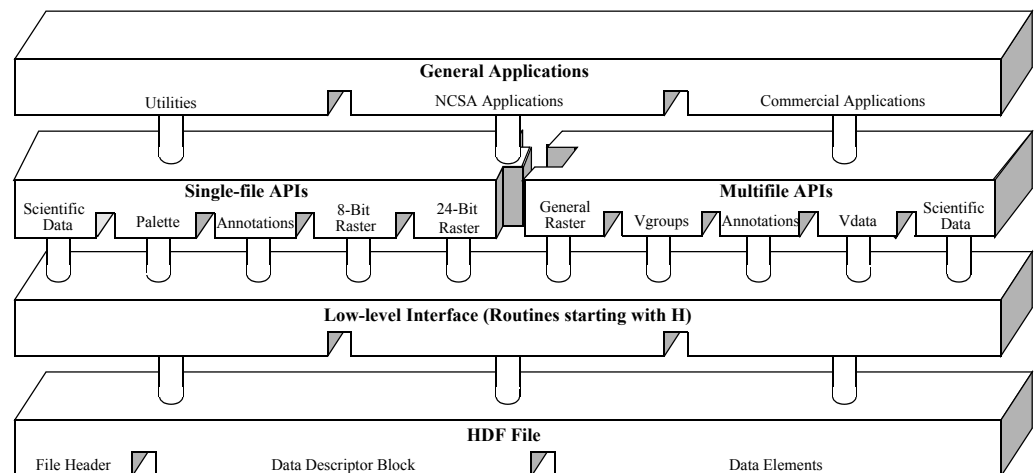 General Applications
Utilities
NCSA Applications
Commercial Applications
Single-file APIs
Scientific
Data
Palette
Annotations
8-Bit
Raster
24-Bit
Raster
Multifile APIs
General
Raster
Vgroups
Annotations
Vdata
Scientific
Data
Low-level Interface (Routines starting with H)
HDF File
File Header
Data Descriptor Block
Data Elements